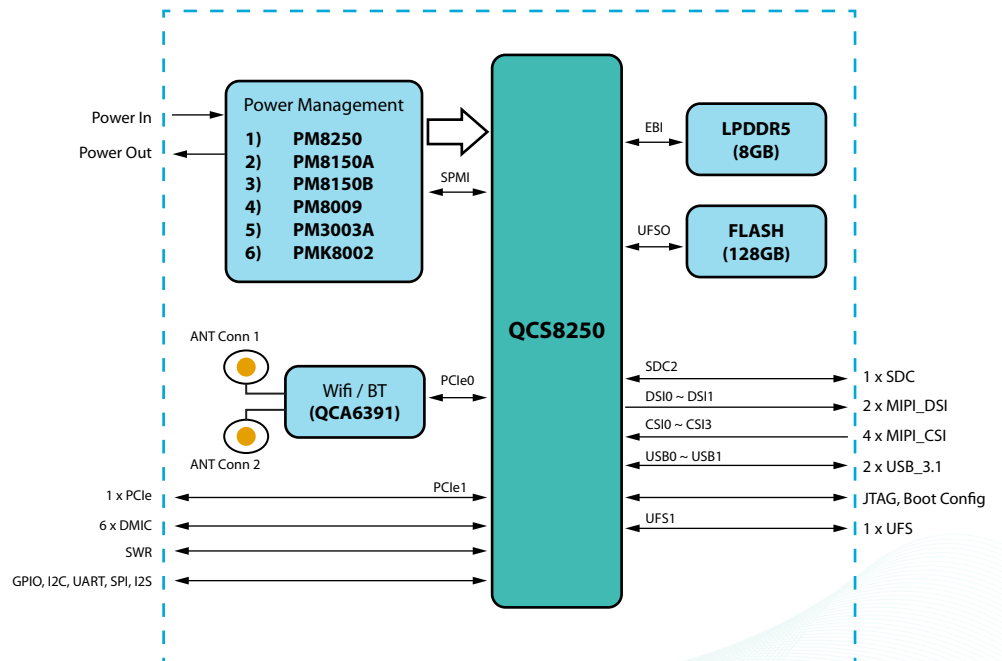 Power In
Power Out
Power Management
1) PM8250
2) PM8150A
3) PM8150B
4) PM8009
5) PM3003A
6) PMK8002
SPMI
QCS8250
EBI
LPDDR5
(8GB)
UFSO
FLASH
(128GB)
ANT Conn 1
Wifi / BT
(QCA6391)
PCIe0
ANT Conn 2
1 x PCIe
PCIe1
6 x DMIC
SWR
GPIO, I2C, UART, SPI, I2S
SDC2
1 x SDC
DSI0 ~ DSI1
2 x MIPI_DSI
CSI0 ~ CSI3
4 x MIPI_CSI
USB0 ~ USB1
2 x USB_3.1
JTAG, Boot Config
UFS1
1 x UFS